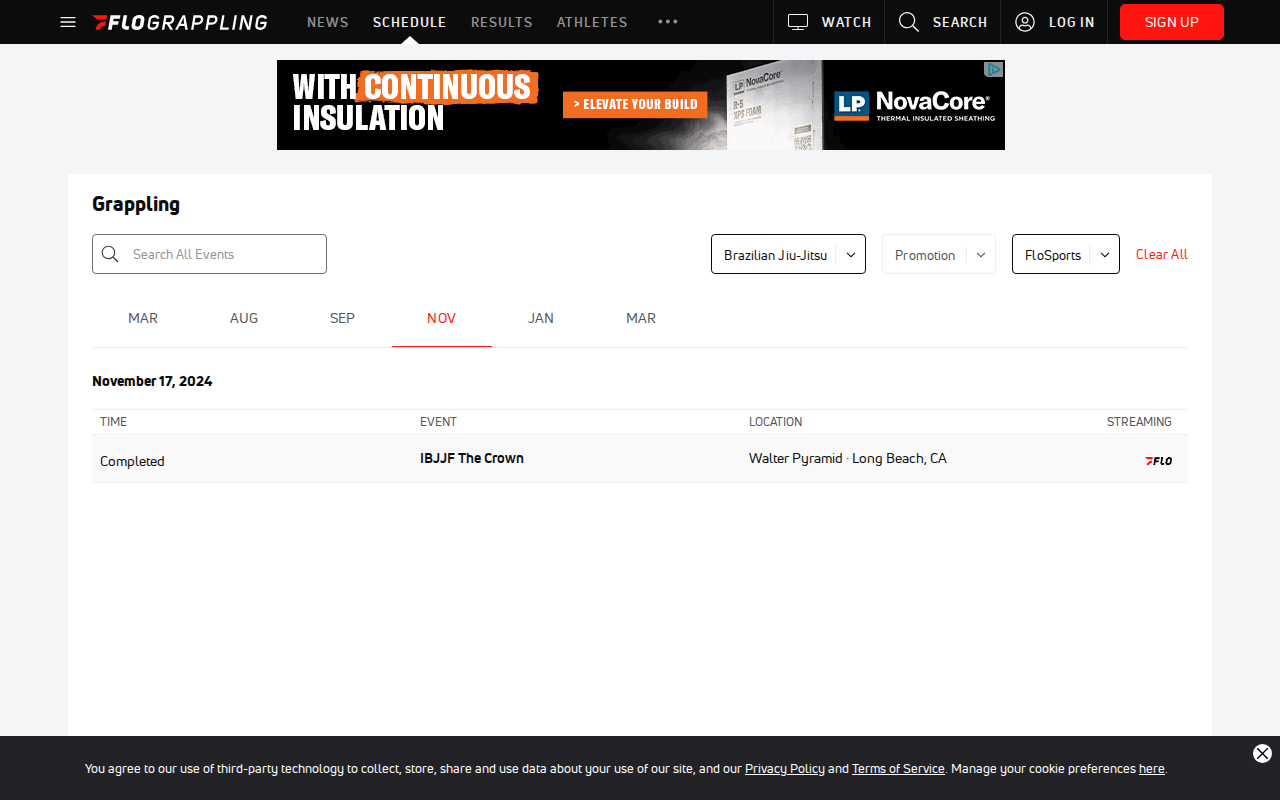 FLOGRAPPLING NEWS SCHEDULE RESULTS ATHLETES WATCH SEARCH LOG IN SIGN UP
WITH CONTINUOUS
INSULATION
> ELEVATE YOUR BUILD
LP NovaCore
R-5
XPS FOAM
LP NovaCore®
THERMAL INSULATED SHEATHING
Grappling
Search All Events
Brazilian Jiu-Jitsu Promotion FloSports Clear All
MAR AUG SEP NOV JAN MAR
November 17, 2024
TIME EVENT LOCATION STREAMING
Completed IBJJF The Crown Walter Pyramid · Long Beach, CA FLO
You agree to our use of third-party technology to collect, store, share and use data about your use of our site, and our Privacy Policy and Terms of Service. Manage your cookie preferences here.